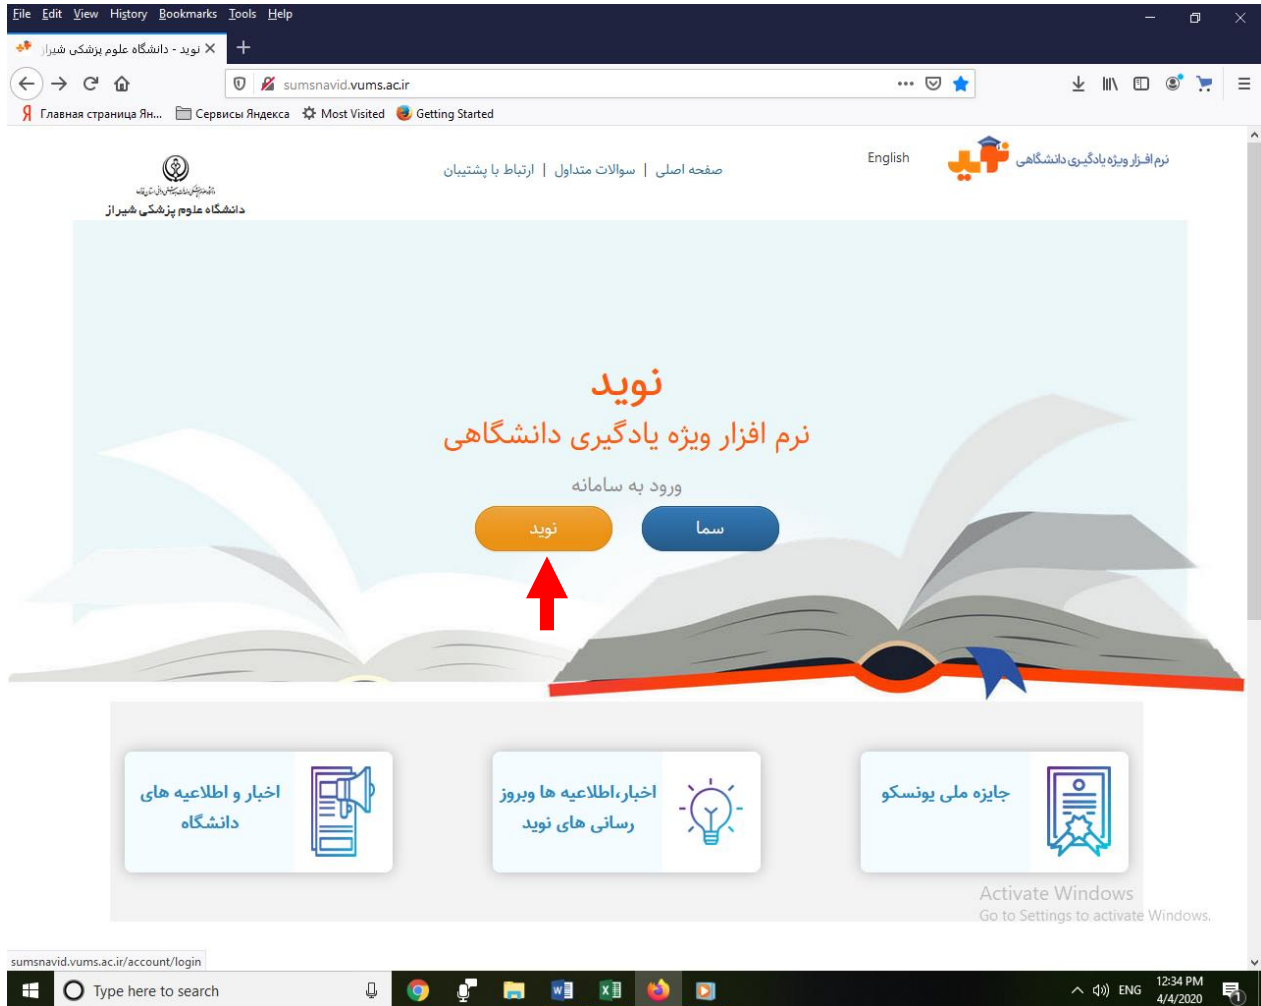 File Edit View History Bookmarks Tools Help
نوید - دانشگاه علوم پزشکی شیراز
sumsnavid.vums.ac.ir
Главная страница Ян... Сервисы Яндекса Most Visited Getting Started
نرم افـزار ویژه یادگیری دانشگاهی
نوید
English
صفحه اصلی | سوالات متداول | ارتباط با پشتیبان
دانشگاه علوم پزشکی شیراز
نوید
نرم افزار ویژه یادگیری دانشگاهی
ورود به سامانه
سما
نوید
جایزه ملی یونسکو
اخبار،اطلاعیه ها وبروز
رسانی های نوید
اخبار و اطلاعیه های
دانشگاه
Activate Windows
Go to Settings to activate Windows.
sumsnavid.vums.ac.ir/account/login
Type here to search
ENG
12:34 PM
4/4/2020
1